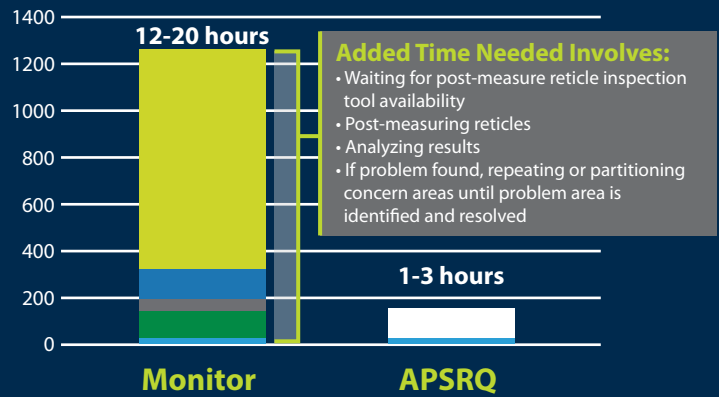 1400
12-20 hours
1200
1000
800
600
400
200
0
Added Time Needed Involves:
• Waiting for post-measure reticle inspection
tool availability
• Post-measuring reticles
• Analyzing results
• If problem found, repeating or partitioning
concern areas until problem area is
identified and resolved
1-3 hours
Monitor
APSRQ